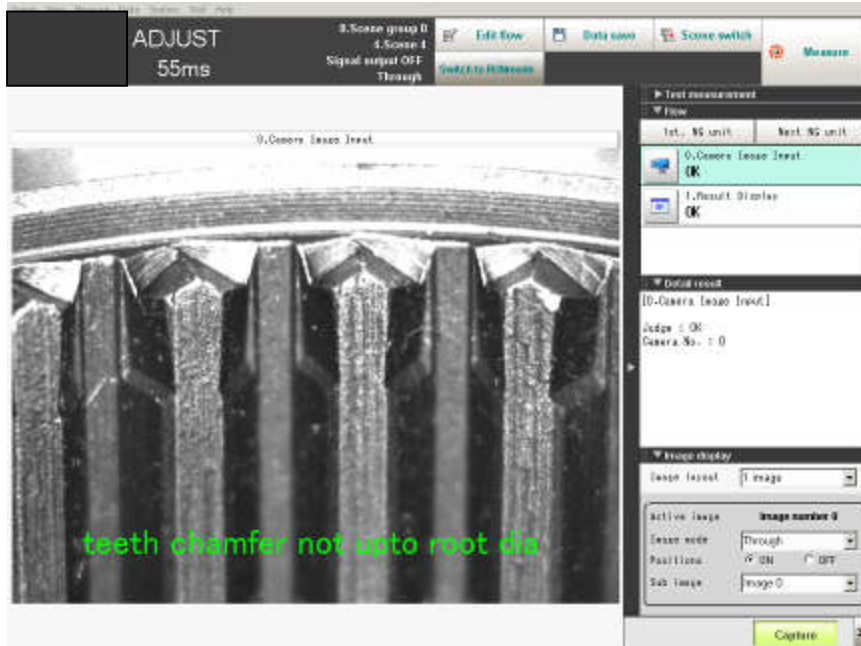 ADJUST
55ms
0.Scene group 0
4.Scene 4
Signal output OFF
Through
Edit flow
Data save
Scene switch
Measure
Test measurement
Flow
1st. NG unit
Next NG unit
0.Camera Image Input
0.Camera Image Input
OK
1.Result Display
OK
Detail result
[0.Camera Image Input]
Judge : OK
Camera No. : 0
teeth chamfer not upto root dia
Image display
Image layout
1 image
Active image
Image number 0
Image mode
Through
Positions
ON
OFF
Sub image
Image 0
Capture